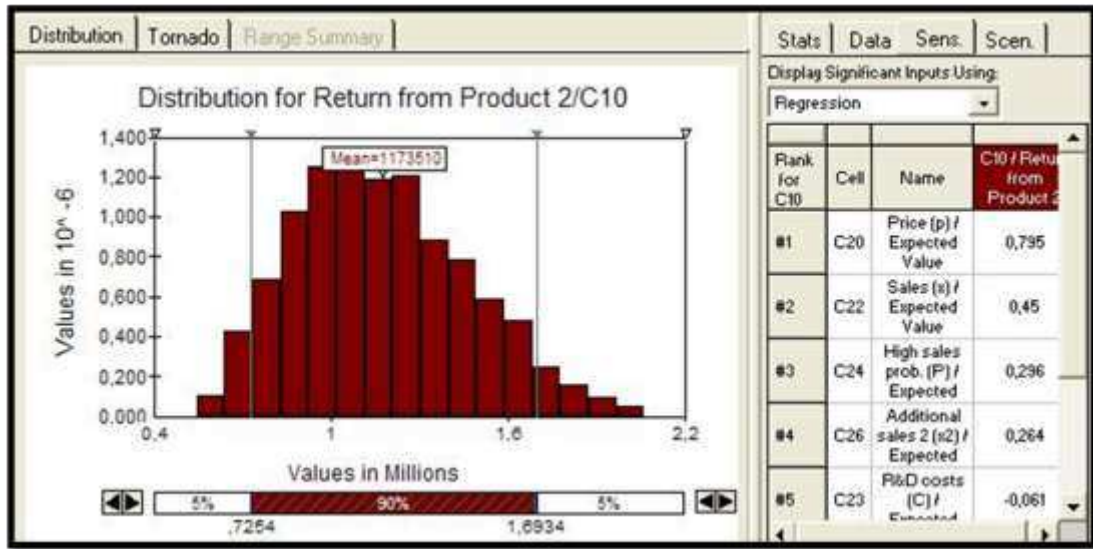 Distribution
Tornado
Range Summary
Distribution for Return from Product 2/C10
Values in 10^ -6
1,400
1,200
1,000
0,800
0,600
0,400
0,200
0.000
Mean=1173510
0,4
1
1,6
2,2
Values in Millions
5%
90%
5%
,7254
1,6934
Stats
Data
Sens.
Scen.
Display Significant Inputs Using:
Regression
Rank for C10
Cell
Name
C10 / Retu
from
Product 2
#1
C20
Price (p) /
Expected
Value
0,795
#2
C22
Sales (x) /
Expected
Value
0,45
#3
C24
High sales
prob. (P) /
Expected
0,296
#4
C26
Additional
sales 2 (x2) /
Expected
0,264
#5
C23
R&D costs
(C) /
Expected
-0,061